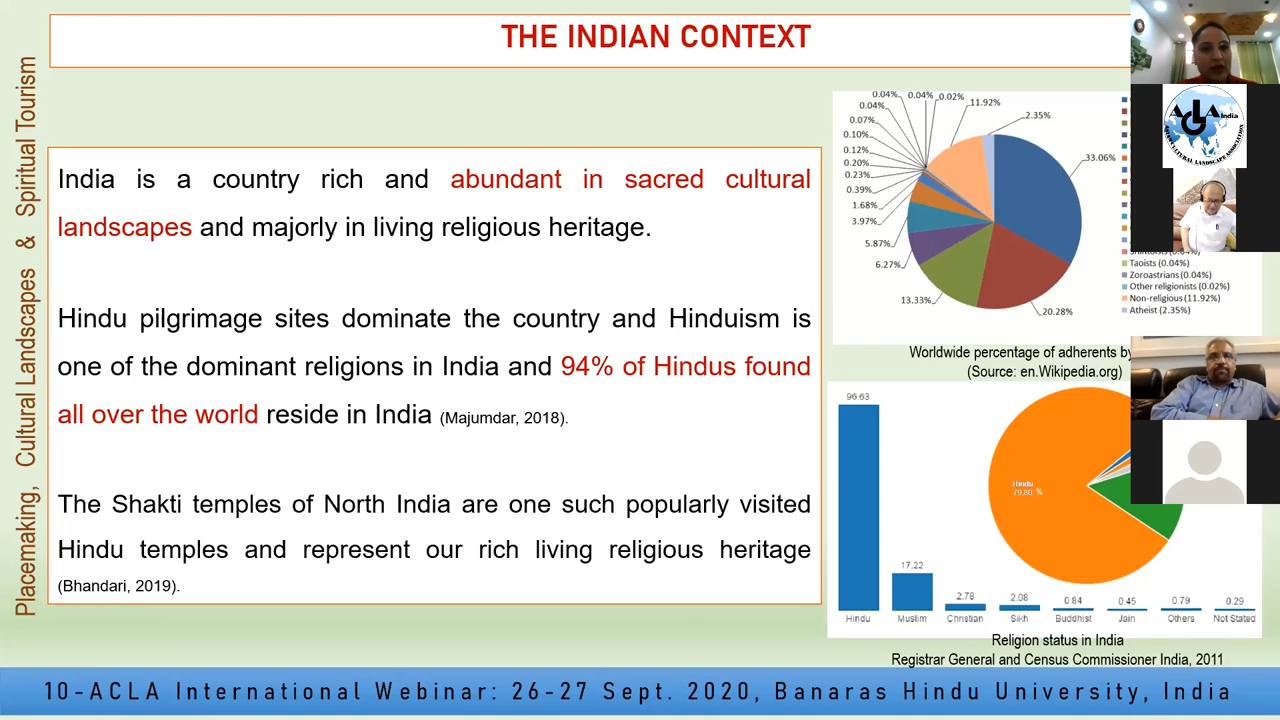 THE INDIAN CONTEXT
Placemaking, Cultural Landscapes & Spiritual Tourism
India is a country rich and abundant in sacred cultural
landscapes and majorly in living religious heritage.
Hindu pilgrimage sites dominate the country and Hinduism is
one of the dominant religions in India and 94% of Hindus found
all over the world reside in India (Majumdar, 2018).
The Shakti temples of North India are one such popularly visited
Hindu temples and represent our rich living religious heritage
(Bhandari, 2019).
0.04%
0.04%
0.02%
11.92%
2.35%
0.04%
0.07%
0.10%
0.12%
0.20%
0.23%
0.39%
1.68%
3.97%
5.87%
6.27%
13.33%
20.28%
33.06%
Taoists (0.04%)
Zoroastrians (0.04%)
Other religionists (0.02%)
Non-religious (11.92%)
Atheist (2.35%)
Worldwide percentage of adherents by
(Source: en.Wikipedia.org)
96.63
Hindu
79.80 %
17.22
2.78
2.08
0.84
0.45
0.79
0.29
Hindu
Muslim
Christian
Sikh
Buddhist
Jain
Others
Not Stated
Religion status in India
Registrar General and Census Commissioner India, 2011
ACLA India
ASIAN CULTURAL LANDSCAPE ASSOCIATION
10-ACLA International Webinar: 26-27 Sept. 2020, Banaras Hindu University, India